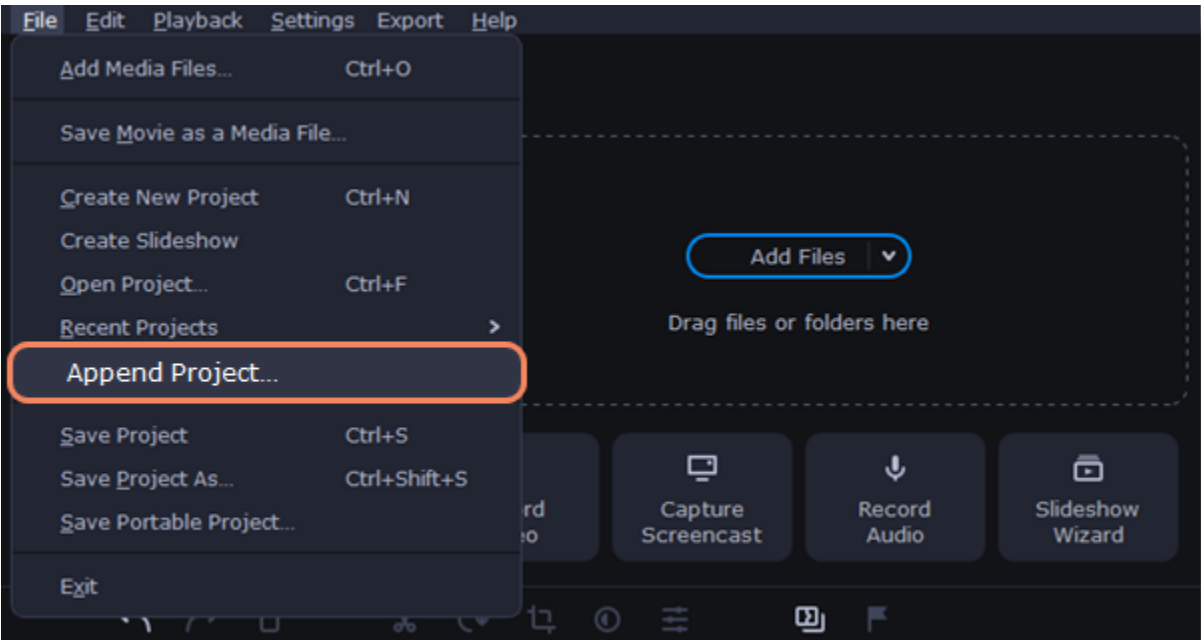 File Edit Playback Settings Export Help
Add Media Files... Ctrl+O
Save Movie as a Media File...
Create New Project Ctrl+N
Create Slideshow
Open Project... Ctrl+F
Recent Projects
Append Project...
Save Project Ctrl+S
Save Project As... Ctrl+Shift+S
Save Portable Project...
Exit
Add Files
Drag files or folders here
Capture
Screencast
Record
Audio
Slideshow
Wizard